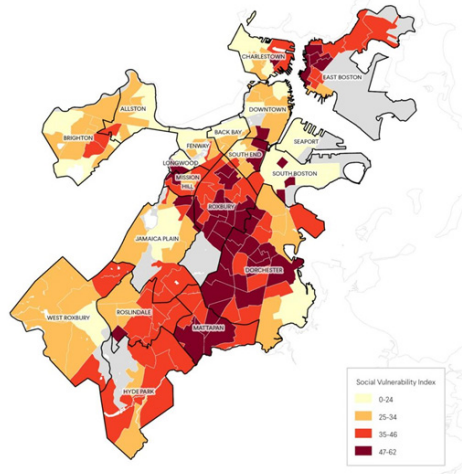 CHARLESTOWN
EAST BOSTON
ALLSTON
DOWNTOWN
BRIGHTON
BACK BAY
FENWAY
SEAPORT
SOUTH END
LONGWOOD
MISSION
HILL
SOUTH BOSTON
ROXBURY
JAMAICA PLAIN
DORCHESTER
WEST ROXBURY
ROSLINDALE
MATTAPAN
HYDE PARK
Social Vulnerability Index
0-24
25-34
35-46
47-62